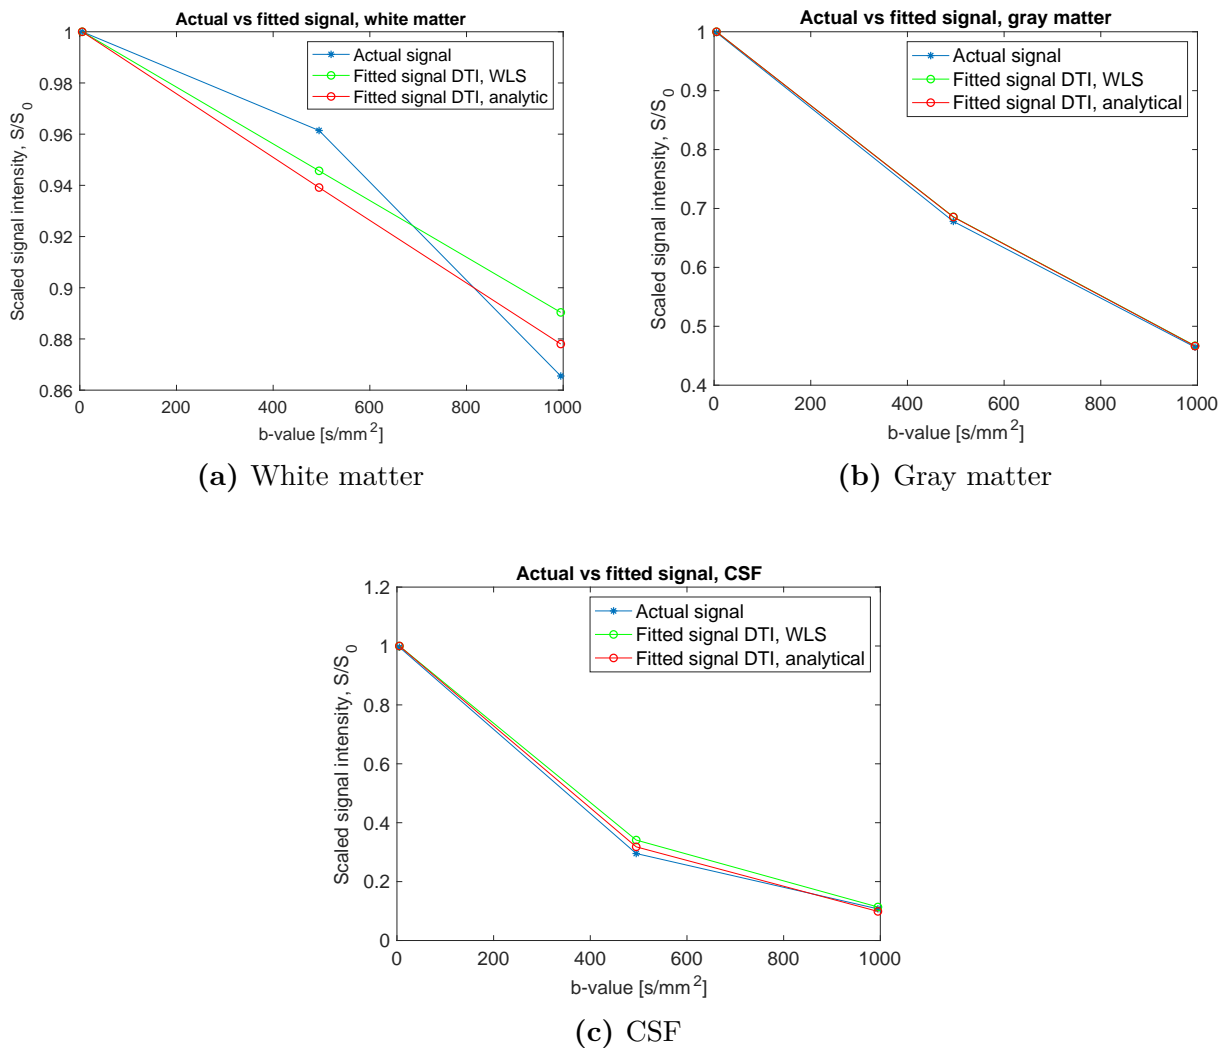 Actual vs fitted signal, white matter
Scaled signal intensity, S/S0
1
0.98
0.96
0.94
0.92
0.9
0.88
0.86
Actual signal
Fitted signal DTI, WLS
Fitted signal DTI, analytic
0 200 400 600 800 1000
b-value [s/mm2]
(a) White matter
Actual vs fitted signal, gray matter
Scaled signal intensity, S/S0
1
0.9
0.8
0.7
0.6
0.5
0.4
Actual signal
Fitted signal DTI, WLS
Fitted signal DTI, analytical
0 200 400 600 800 1000
b-value [s/mm2]
(b) Gray matter
Actual vs fitted signal, CSF
Scaled signal intensity, S/S0
1.2
1
0.8
0.6
0.4
0.2
0
Actual signal
Fitted signal DTI, WLS
Fitted signal DTI, analytical
0 200 400 600 800 1000
b-value [s/mm2]
(c) CSF